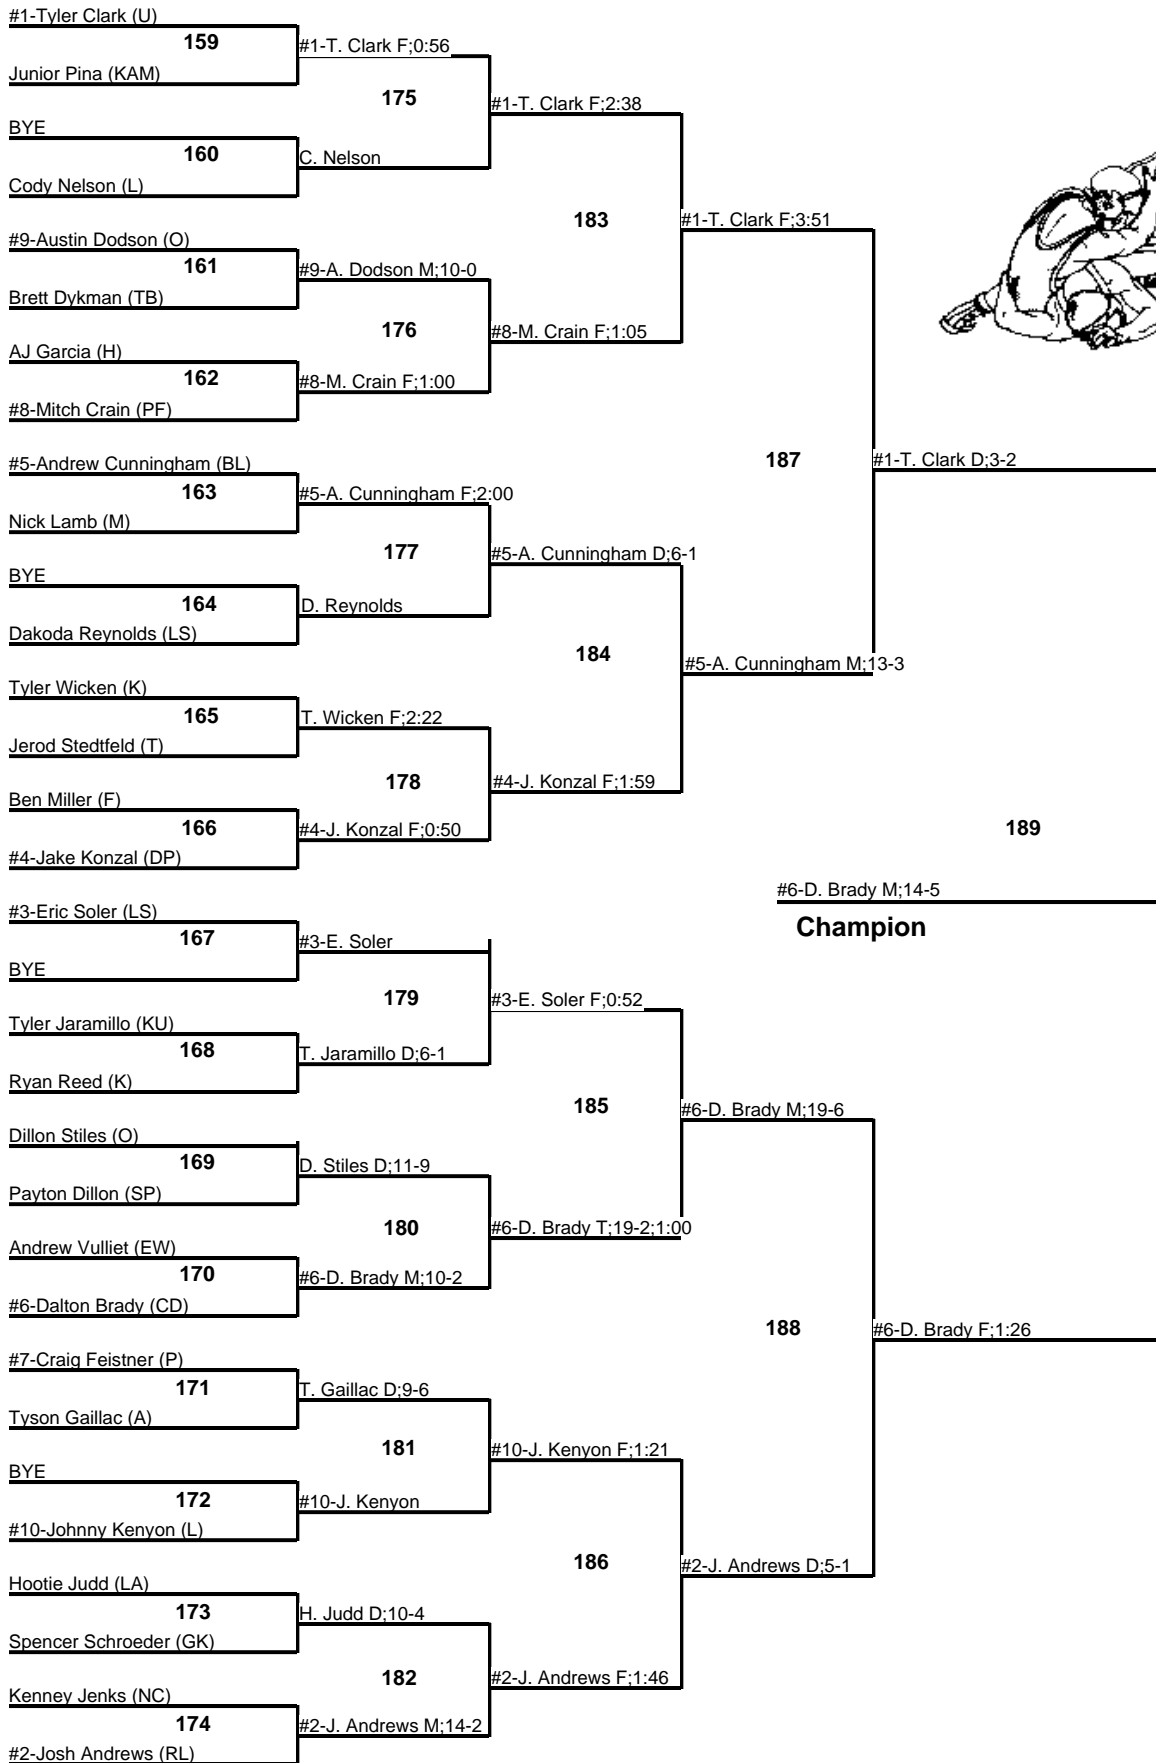 #1-Tyler Clark (U)
159
#1-T. Clark F;0:56
Junior Pina (KAM)
175
#1-T. Clark F;2:38
BYE
160
C. Nelson
Cody Nelson (L)
183
#1-T. Clark F;3:51
#9-Austin Dodson (O)
161
#9-A. Dodson M;10-0
Brett Dykman (TB)
176
#8-M. Crain F;1:05
AJ Garcia (H)
162
#8-M. Crain F;1:00
#8-Mitch Crain (PF)
187
#1-T. Clark D;3-2
#5-Andrew Cunningham (BL)
163
#5-A. Cunningham F;2:00
Nick Lamb (M)
177
#5-A. Cunningham D;6-1
BYE
164
D. Reynolds
Dakoda Reynolds (LS)
184
#5-A. Cunningham M;13-3
Tyler Wicken (K)
165
T. Wicken F;2:22
Jerod Stedtfeld (T)
178
#4-J. Konzal F;1:59
Ben Miller (F)
166
#4-J. Konzal F;0:50
#4-Jake Konzal (DP)
189
#6-D. Brady M;14-5
Champion
#3-Eric Soler (LS)
167
#3-E. Soler
BYE
179
#3-E. Soler F;0:52
Tyler Jaramillo (KU)
168
T. Jaramillo D;6-1
Ryan Reed (K)
185
#6-D. Brady M;19-6
Dillon Stiles (O)
169
D. Stiles D;11-9
Payton Dillon (SP)
180
#6-D. Brady T;19-2;1:00
Andrew Vulliet (EW)
170
#6-D. Brady M;10-2
#6-Dalton Brady (CD)
188
#6-D. Brady F;1:26
#7-Craig Feistner (P)
171
T. Gaillac D;9-6
Tyson Gaillac (A)
181
#10-J. Kenyon F;1:21
BYE
172
#10-J. Kenyon
#10-Johnny Kenyon (L)
186
#2-J. Andrews D;5-1
Hootie Judd (LA)
173
H. Judd D;10-4
Spencer Schroeder (GK)
182
#2-J. Andrews F;1:46
Kenney Jenks (NC)
174
#2-J. Andrews M;14-2
#2-Josh Andrews (RL)